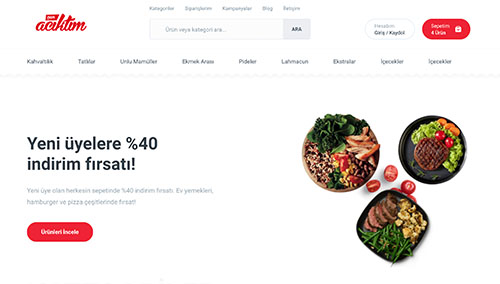 Kategoriler Siparişlerim Kampanyalar Blog İletişim
acıktım
Ürün veya kategori ara...
ARA
Hesabım
Giriş / Kaydol
Sepetim
4 Ürün
Kahvaltılık Tatlılar Unlu Mamüller Ekmek Arası Pideler Lahmacun Ekstralar İçecekler İçecekler
Yeni üyelere %40
indirim fırsatı!
Yeni üye olan herkesin sepetinde %40 indirim fırsatı. Ev yemekleri,
hamburger ve pizza çeşitlerinde fırsat!
Ürünleri İncele